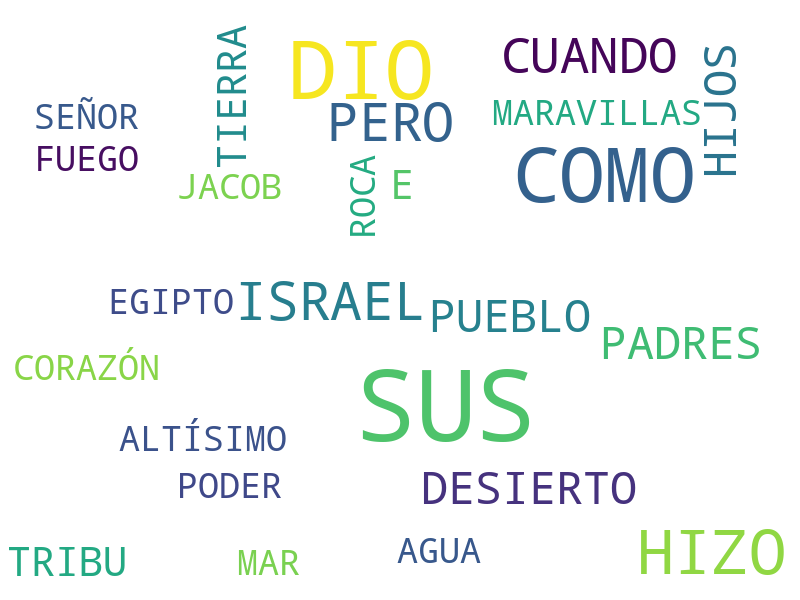 DIO
CUANDO
TIERRA
HIJOS
SEÑOR
PERO
MARAVILLAS
FUEGO
JACOB
ROCA
E
COMO
EGIPTO
ISRAEL
PUEBLO
PADRES
CORAZÓN
SUS
ALTÍSIMO
PODER
DESIERTO
TRIBU
MAR
AGUA
HIZO